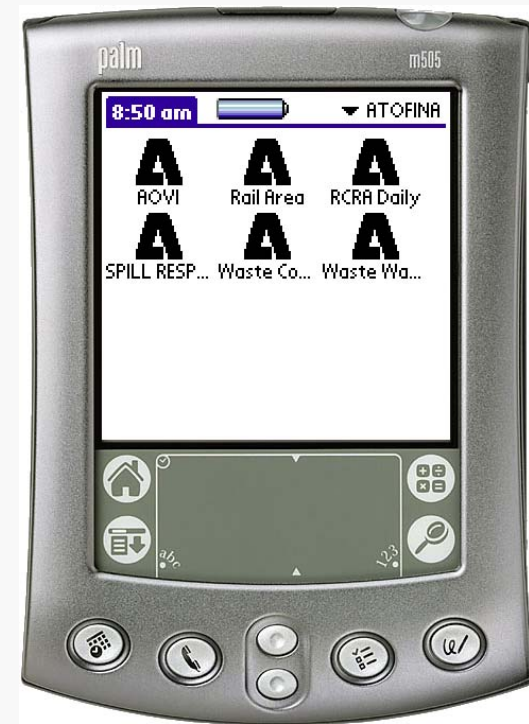 palm m505
8:50 am ATOFINA
AOVI Rail Area RCRA Daily
SPILL RESP... Waste Co... Waste Wa...
abc 123